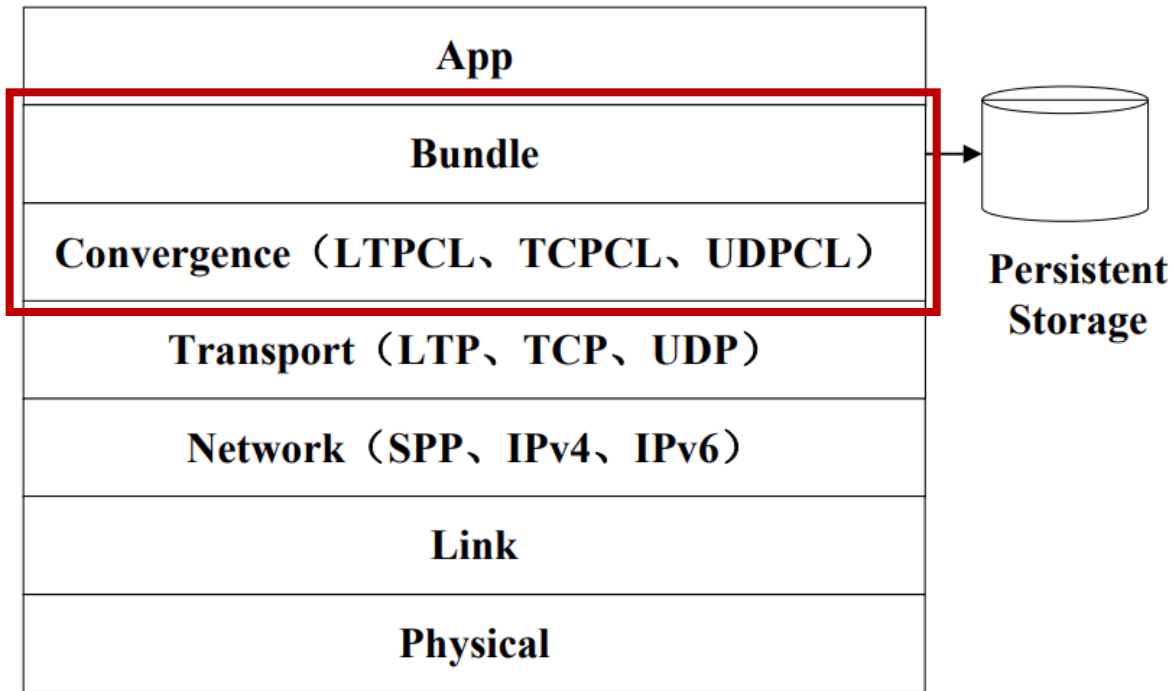 App
Bundle
Convergence（LTPCL、TCPCL、UDPCL）
Persistent
Storage
Transport（LTP、TCP、UDP）
Network（SPP、IPv4、IPv6）
Link
Physical